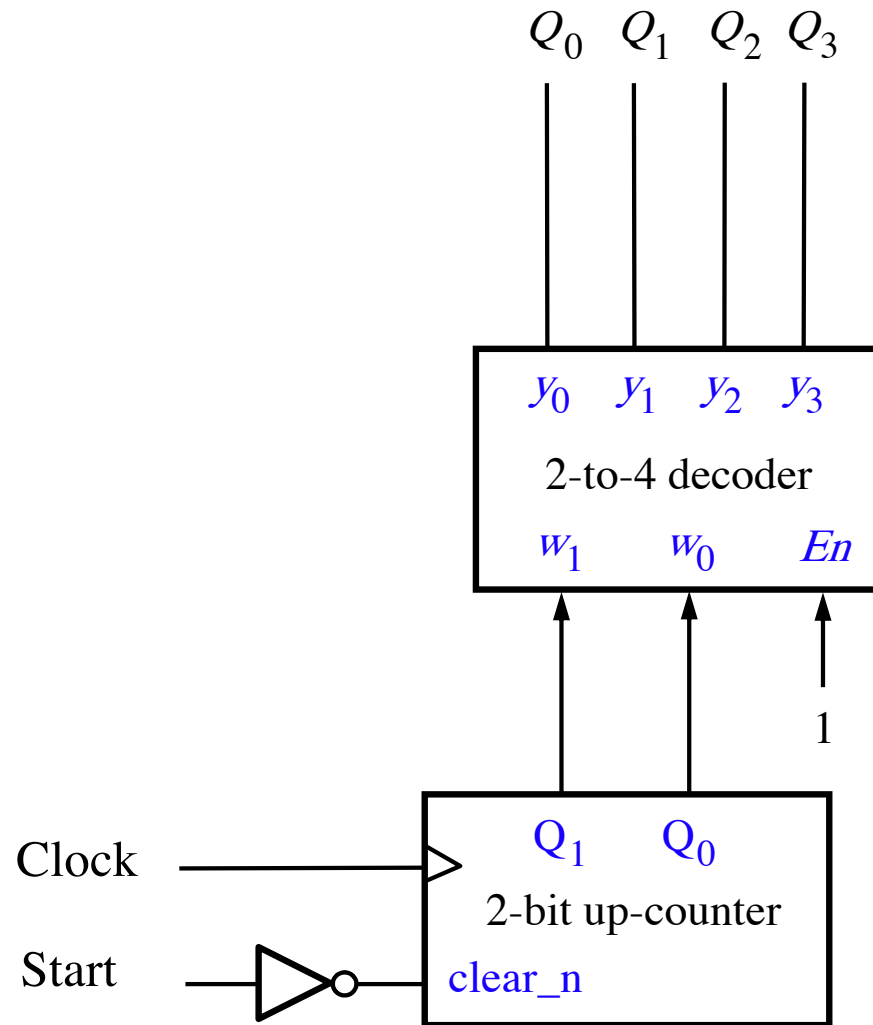 Q0 Q1 Q2 Q3
y0 y1 y2 y3
2-to-4 decoder
w1 w0 En
1
Q1 Q0
Clock
2-bit up-counter
Start
clear_n